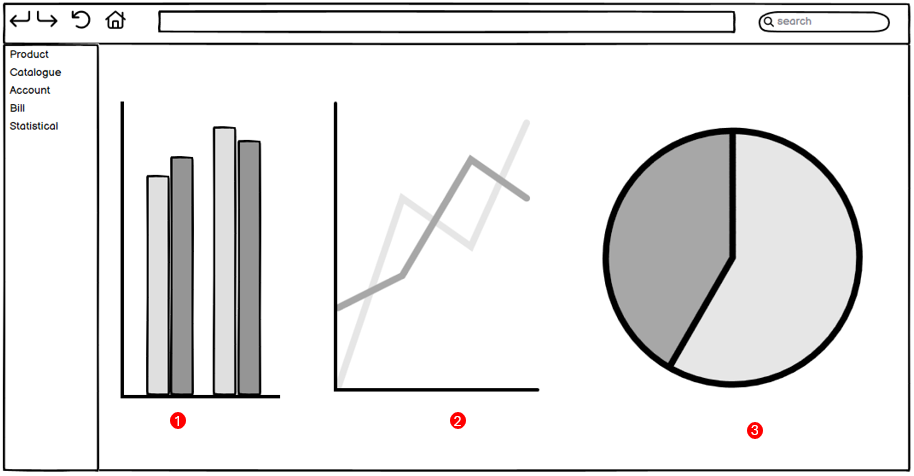 search
Product
Catalogue
Account
Bill
Statistical
1
2
3